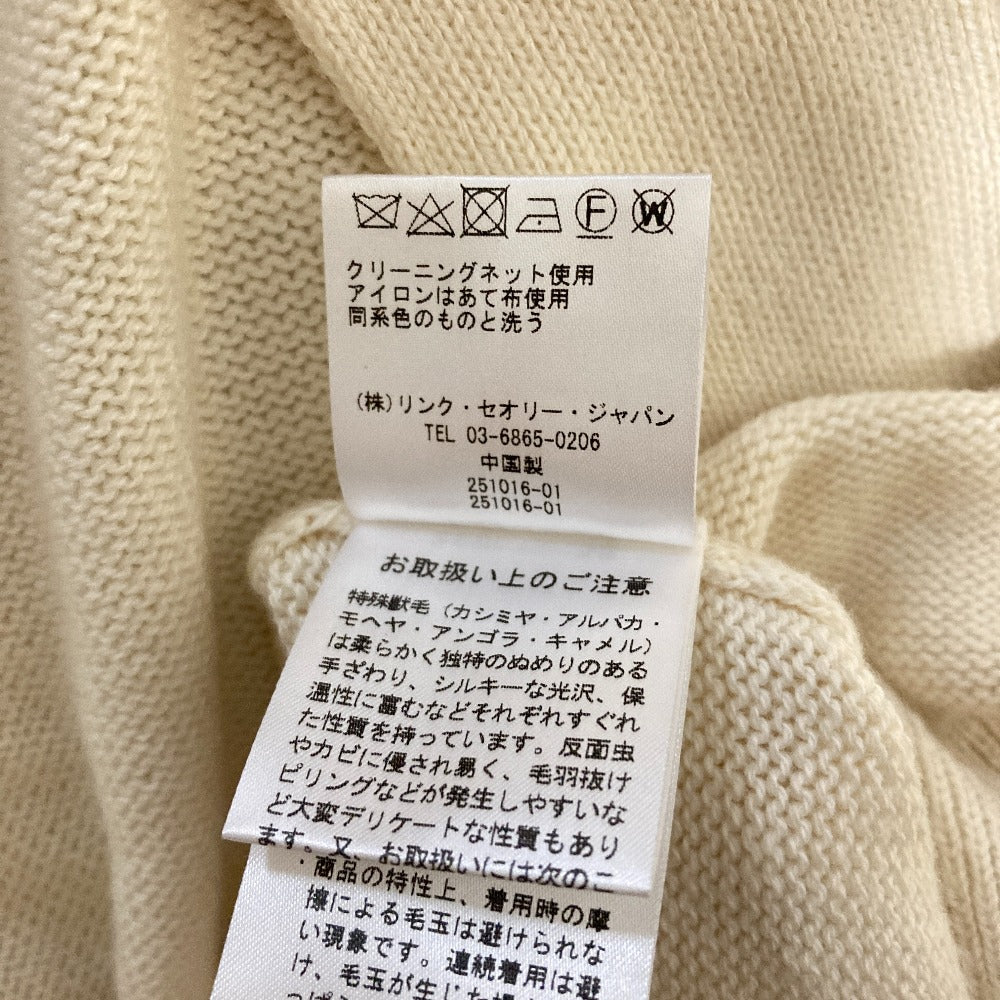 F W
クリーニングネット使用
アイロンはあて布使用
同系色のものと洗う
(株)リンク・セオリー・ジャパン
TEL 03-6865-0206
中国製
251016-01
251016-01
お取扱い上のご注意
特殊獣毛(カシミヤ・アルパカ・
モヘヤ・アンゴラ・キャメル)
は柔らかく独特のぬめりのある
手ざわり、シルキーな光沢、保
温性に富むなどそれぞれすぐれ
た性質を持っています。反面虫
やカビに侵され易く、毛羽抜け
ピリングなどが発生しやすいな
ど大変デリケートな性質もあり
ます。又、お取扱いには次のこ
・商品の特性上、着用時の摩
擦による毛玉は避けられな
い現象です。連続着用は避
け、毛玉が生じた場